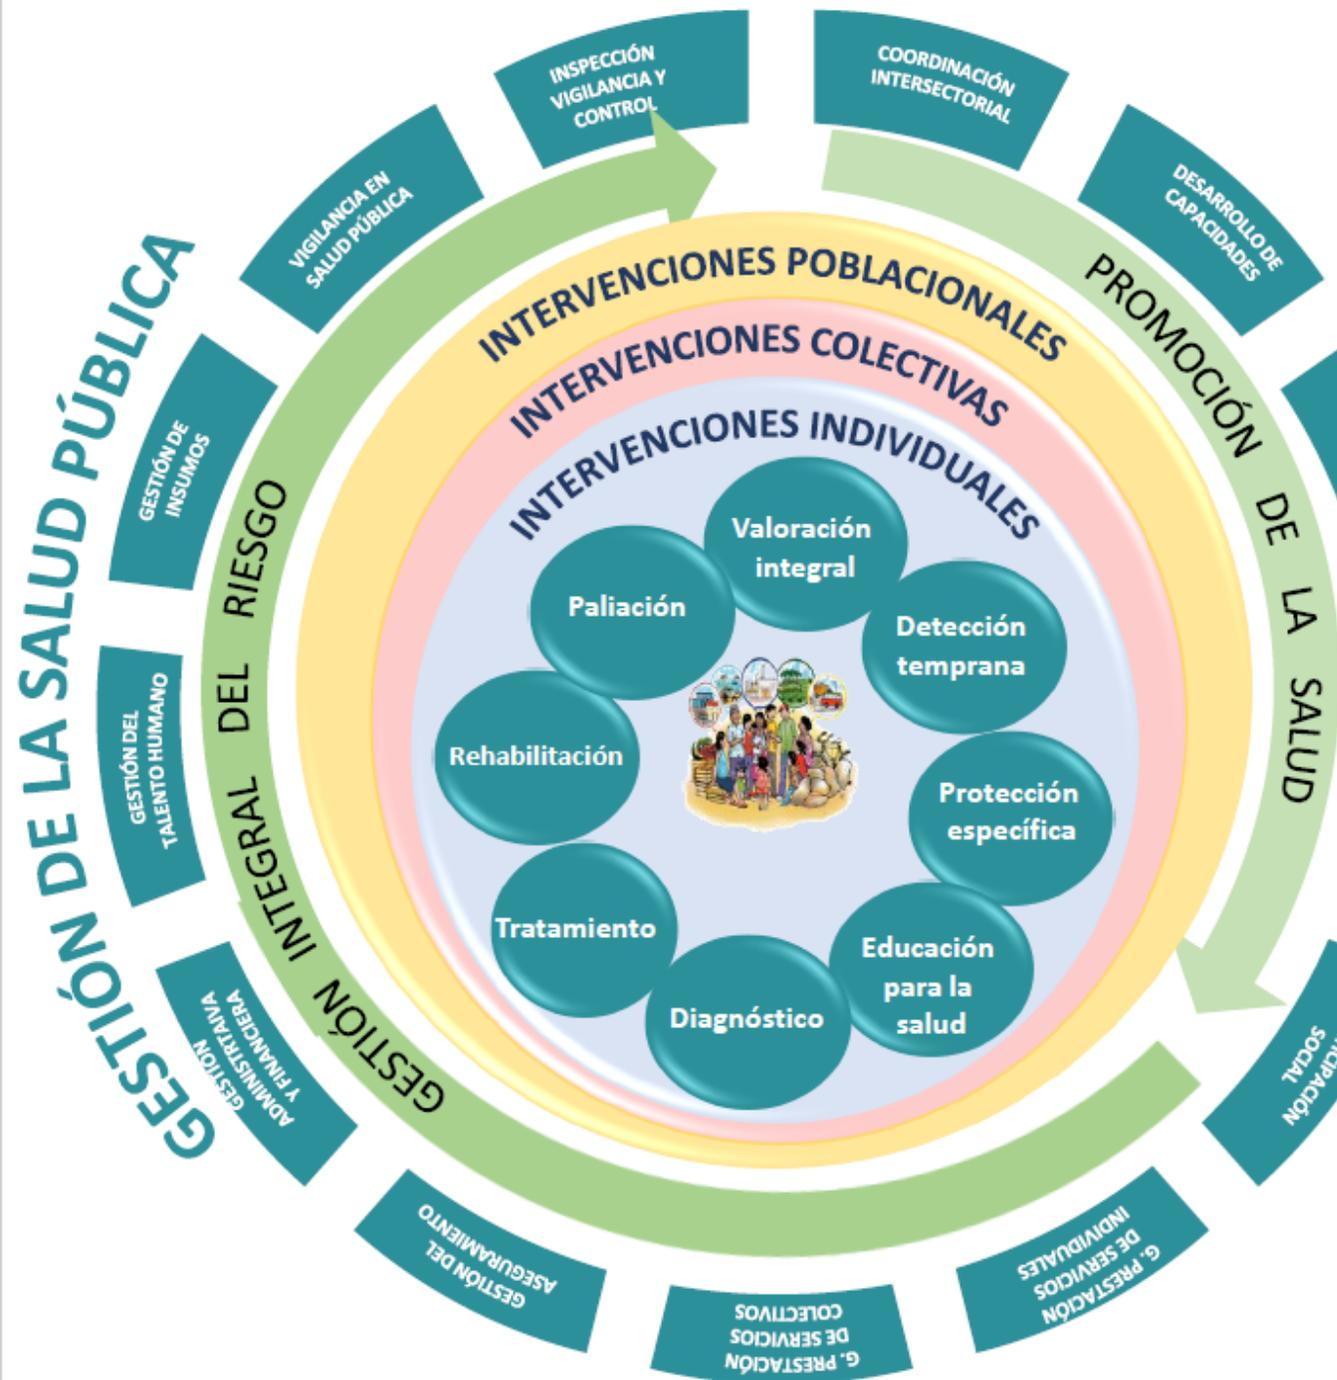 GESTIÓN DE LA SALUD PÚBLICA
INSPECCIÓN
VIGILANCIA Y
CONTROL
COORDINACIÓN
INTERSECTORIAL
DESARROLLO DE
CAPACIDADES
SOCIAL
G. PRESTACIÓN
DE SERVICIOS
INDIVIDUALES
G. PRESTACIÓN
DE SERVICIOS
COLECTIVOS
GESTIÓN DEL
ASEGURAMIENTO
GESTIÓN
ADMINISTRTAIVA
Y FINANCIERA
GESTIÓN DEL
TALENTO HUMANO
GESTIÓN DE
INSUMOS
VIGILANCIA EN
SALUD PÚBLICA
PROMOCIÓN DE LA SALUD
GESTIÓN INTEGRAL DEL RIESGO
INTERVENCIONES POBLACIONALES
INTERVENCIONES COLECTIVAS
INTERVENCIONES INDIVIDUALES
Valoración
integral
Detección
temprana
Protección
específica
Educación
para la
salud
Diagnóstico
Tratamiento
Rehabilitación
Paliación